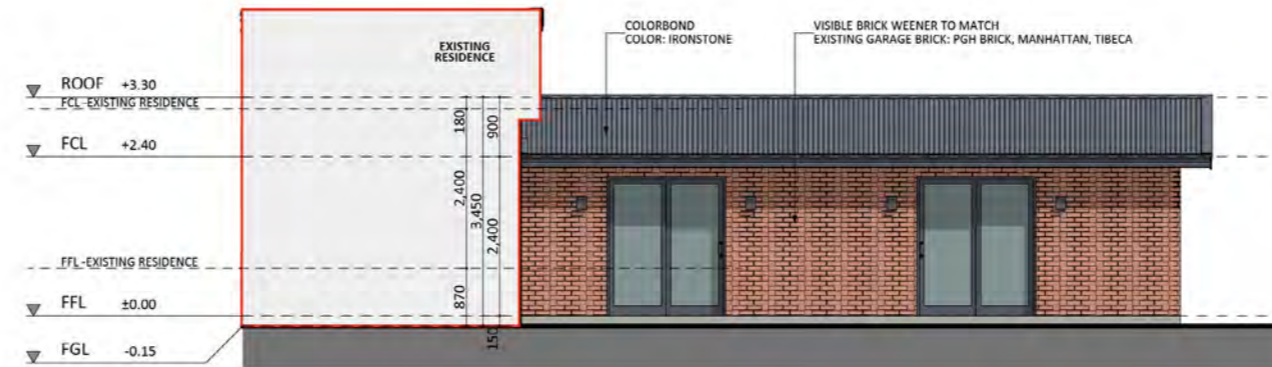 COLORBOND
COLOR: IRONSTONE
VISIBLE BRICK WEENER TO MATCH
EXISTING GARAGE BRICK: PGH BRICK, MANHATTAN, TIBECA
EXISTING
RESIDENCE
ROOF +3.30
FCL -EXISTING RESIDENCE
FCL +2.40
FFL -EXISTING RESIDENCE
FFL ±0.00
FGL -0.15
180
2,400
870
3,450
900
2,400
150